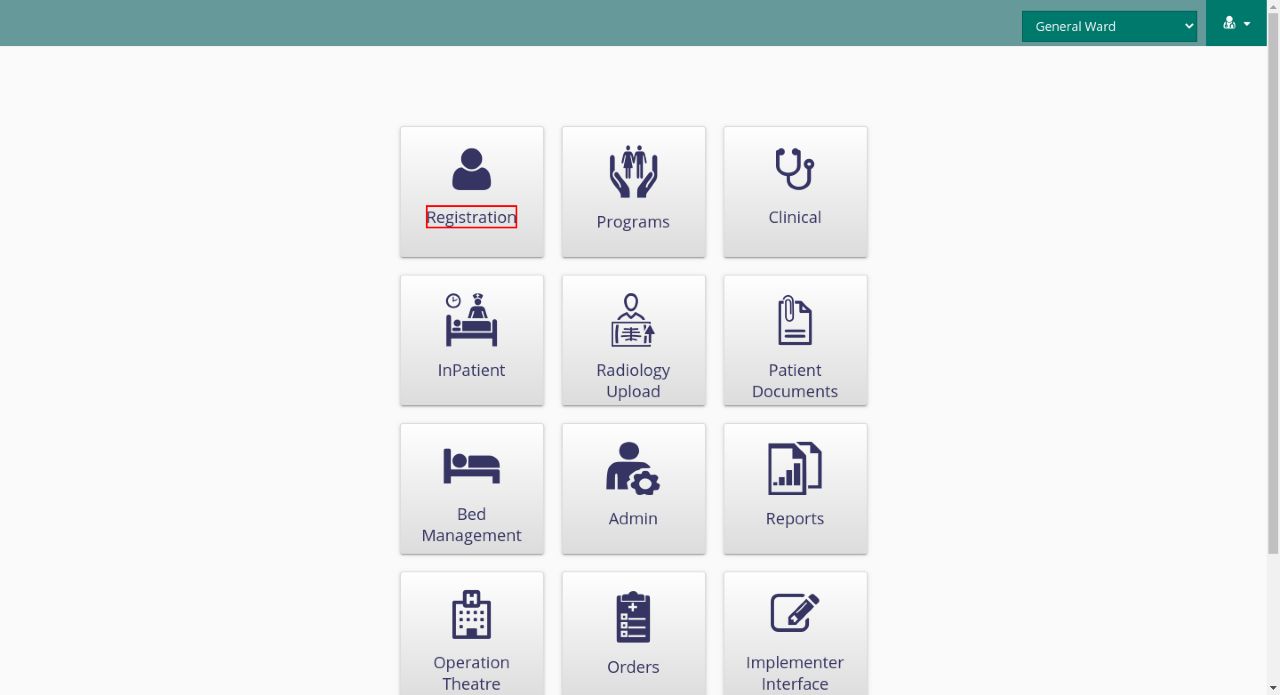 General Ward
Registration
Programs
Clinical
InPatient
Radiology
Upload
Patient
Documents
Bed
Management
Admin
Reports
Operation
Theatre
Orders
Implementer
Interface